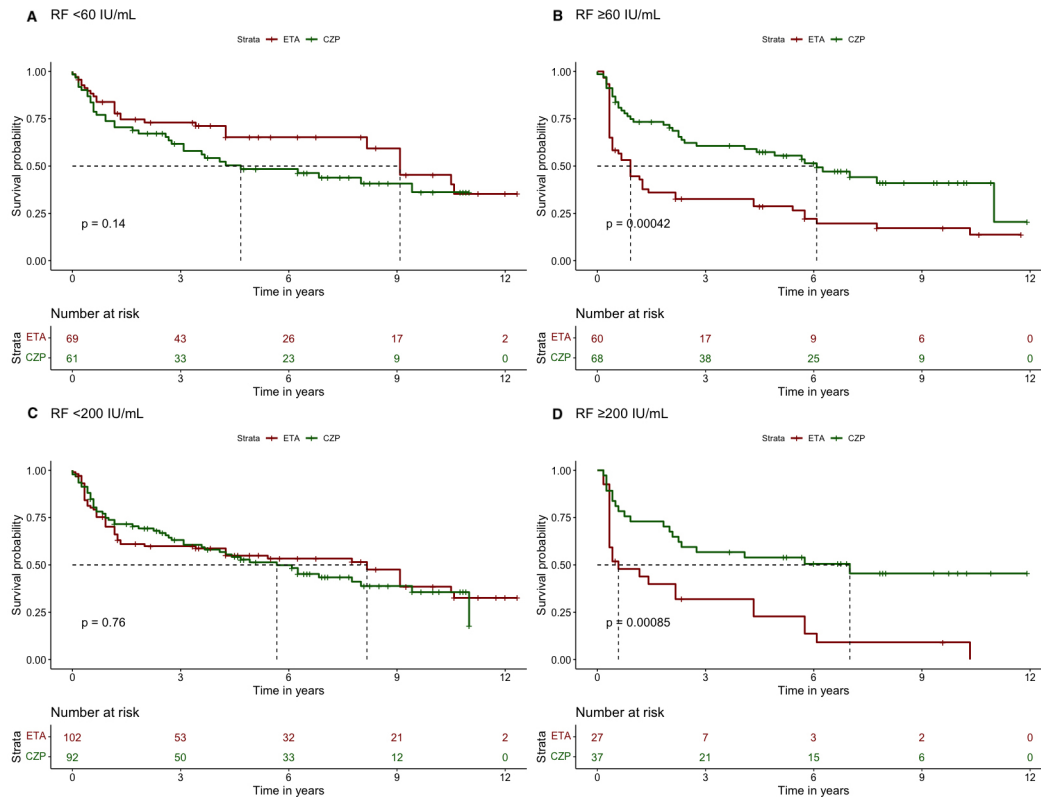 A RF <60 IU/mL
Strata ETA CZP
Survival probability
1.00
0.75
0.50
0.25
0.00
p = 0.14
0 3 6 9 12
Time in years
Number at risk
Strata
ETA 69 43 26 17 2
CZP 61 33 23 9 0
0 3 6 9 12
Time in years
B RF ≥60 IU/mL
Strata ETA CZP
Survival probability
1.00
0.75
0.50
0.25
0.00
p = 0.00042
0 3 6 9 12
Time in years
Number at risk
Strata
ETA 60 17 9 6 0
CZP 68 38 25 9 0
0 3 6 9 12
Time in years
C RF <200 IU/mL
Strata ETA CZP
Survival probability
1.00
0.75
0.50
0.25
0.00
p = 0.76
0 3 6 9 12
Time in years
Number at risk
Strata
ETA 102 53 32 21 2
CZP 92 50 33 12 0
0 3 6 9 12
Time in years
D RF ≥200 IU/mL
Strata ETA CZP
Survival probability
1.00
0.75
0.50
0.25
0.00
p = 0.00085
0 3 6 9 12
Time in years
Number at risk
Strata
ETA 27 7 3 2 0
CZP 37 21 15 6 0
0 3 6 9 12
Time in years